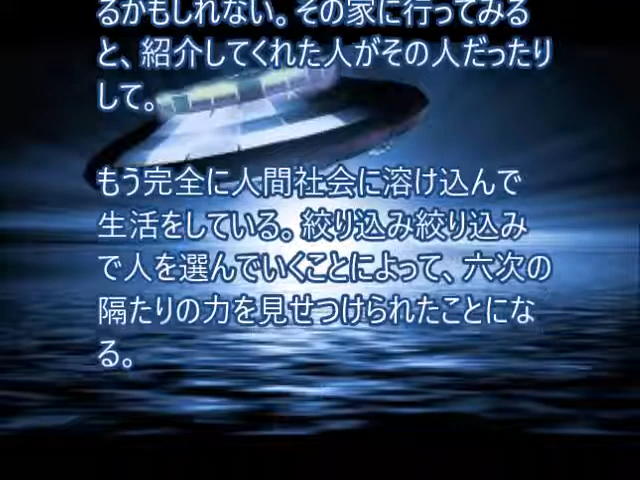 るかもしれない。その家に行ってみる
と、紹介してくれた人がその人だったり
して。
もう完全に人間社会に溶け込んで
生活をしている。絞り込み絞り込み
で人を選んでいくことによって、六次の
隔たりの力を見せつけられたことにな
る。